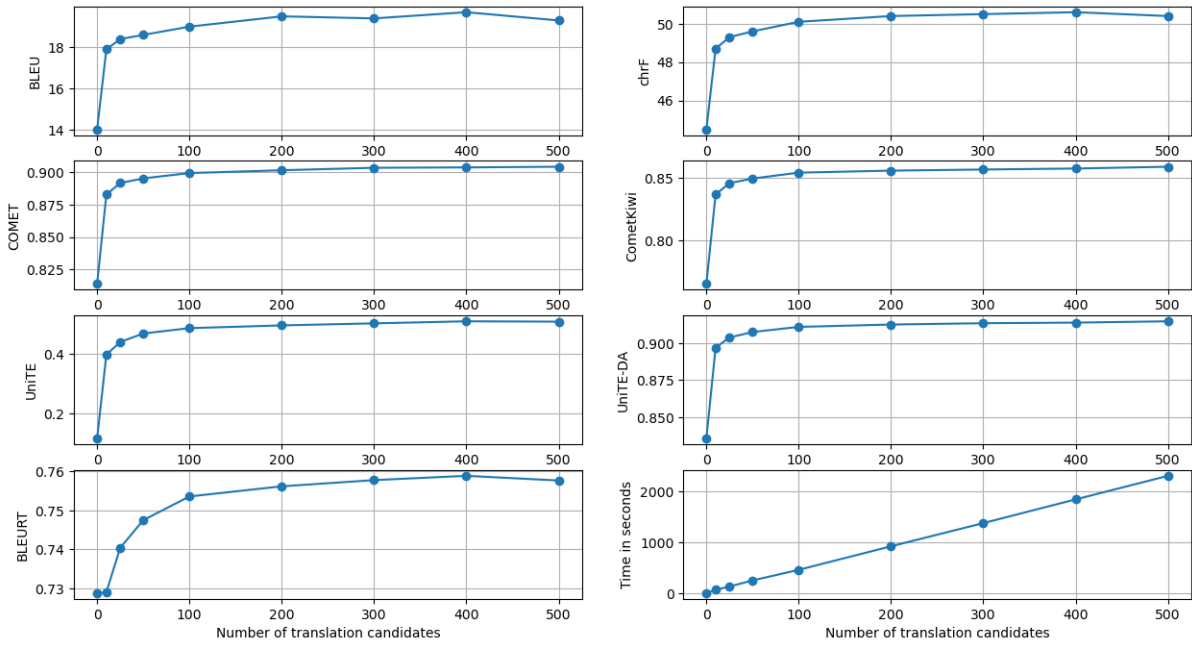 BLEU
18
16
14
0 100 200 300 400 500
chrF
50
48
46
0 100 200 300 400 500
COMET
0.900
0.875
0.850
0.825
0 100 200 300 400 500
CometKiwi
0.85
0.80
0 100 200 300 400 500
UniTE
0.4
0.2
0 100 200 300 400 500
UniTE-DA
0.900
0.875
0.850
0 100 200 300 400 500
BLEURT
0.76
0.75
0.74
0.73
0 100 200 300 400 500
Number of translation candidates
Time in seconds
2000
1000
0
0 100 200 300 400 500
Number of translation candidates